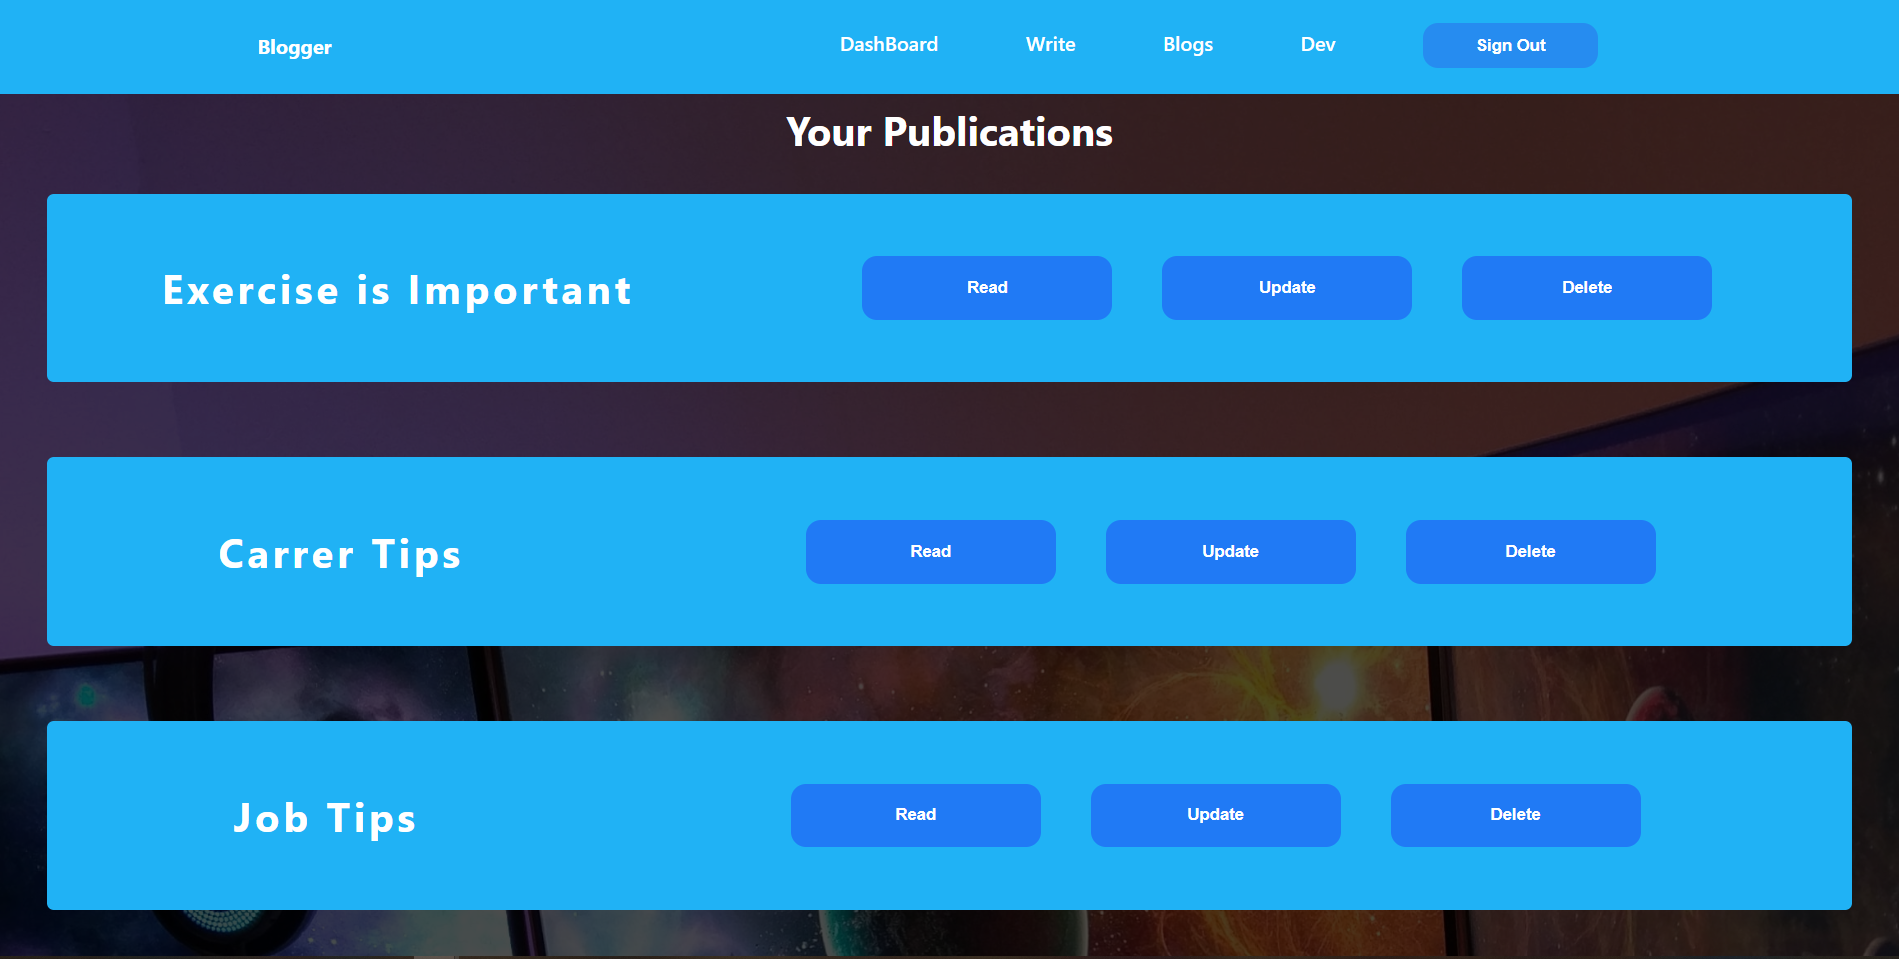 Blogger DashBoard Write Blogs Dev Sign Out
Your Publications
Exercise is Important Read Update Delete
Carrer Tips Read Update Delete
Job Tips Read Update Delete